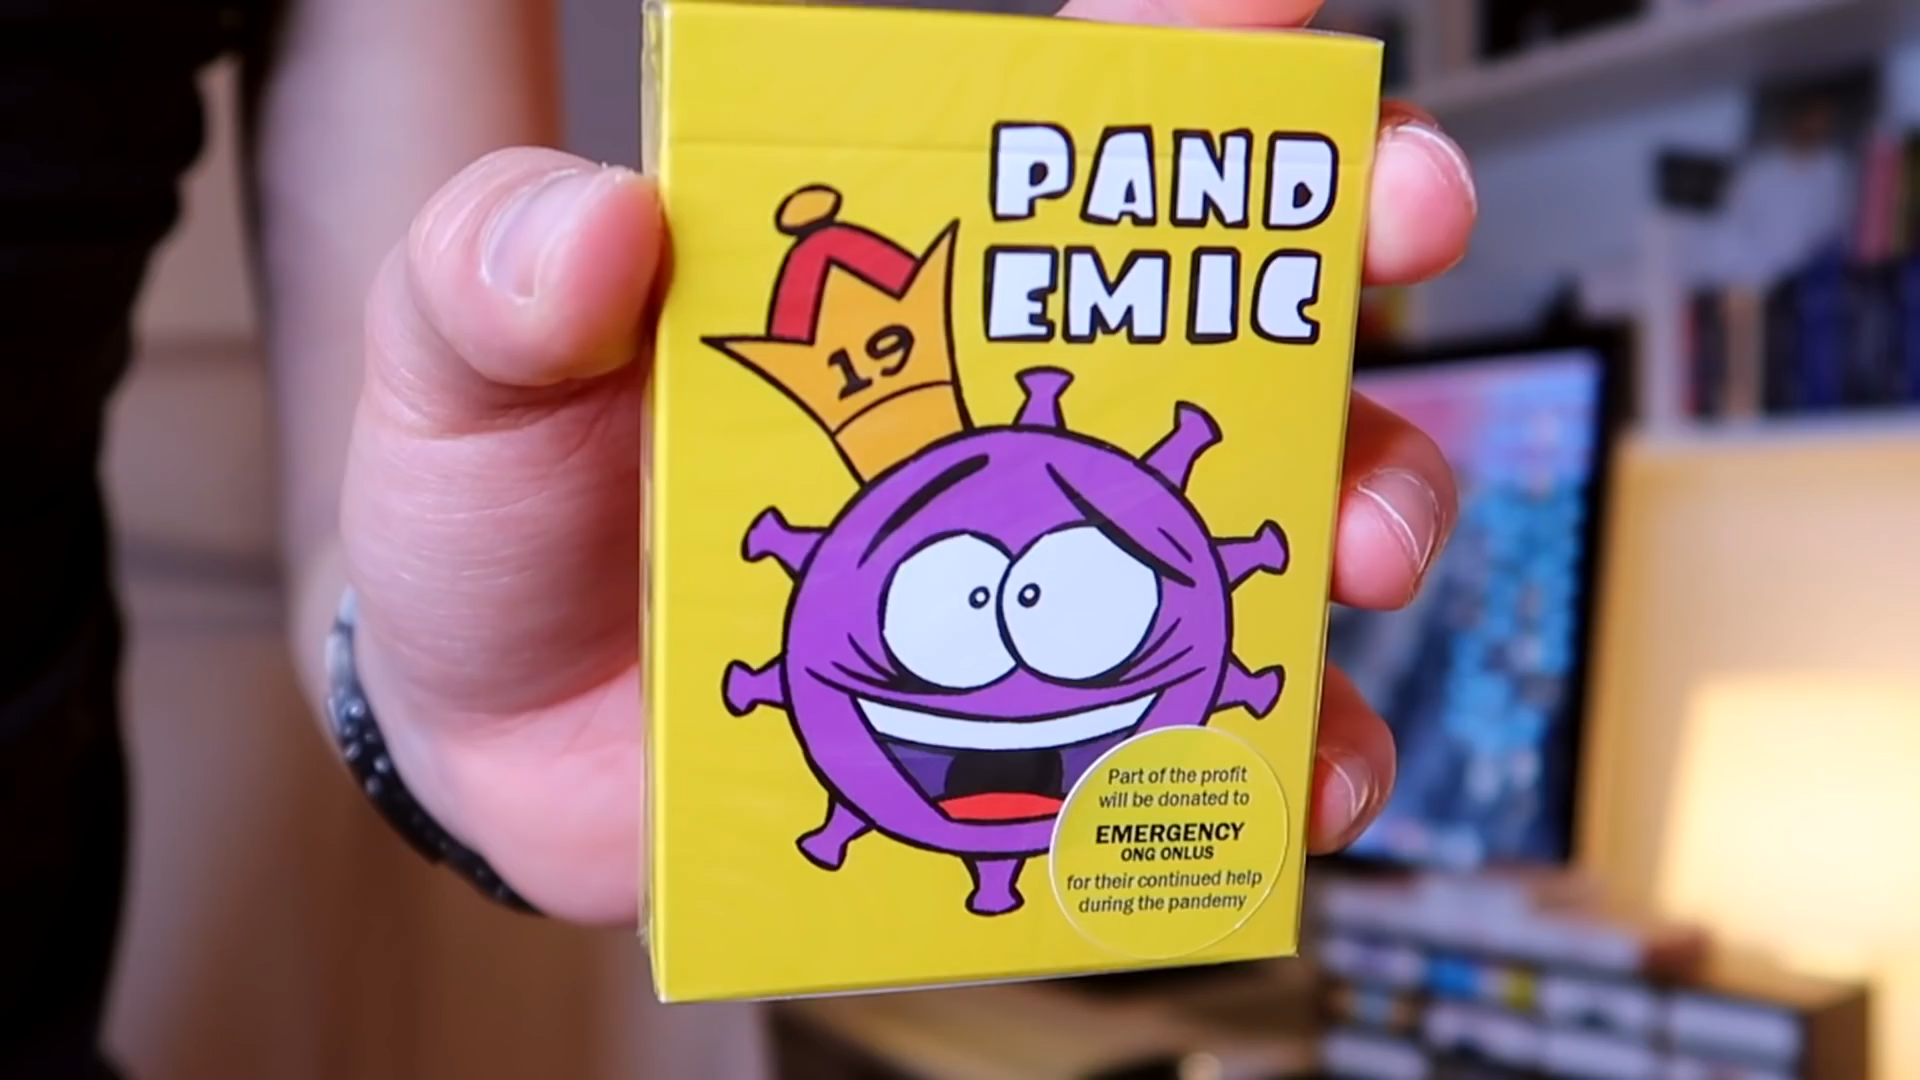 PAND
EMIC
19
Part of the profit
will be donated to
EMERGENCY
ONG ONLUS
for their continued help
during the pandemy